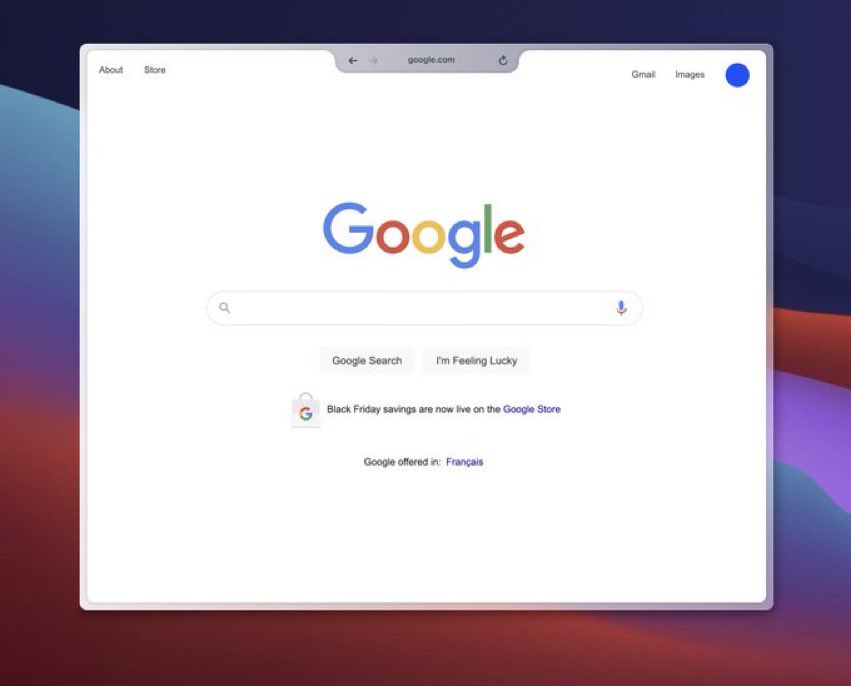 google.com
About Store
Gmail Images
Google
Google Search I'm Feeling Lucky
G
Black Friday savings are now live on the Google Store
Google offered in: Français